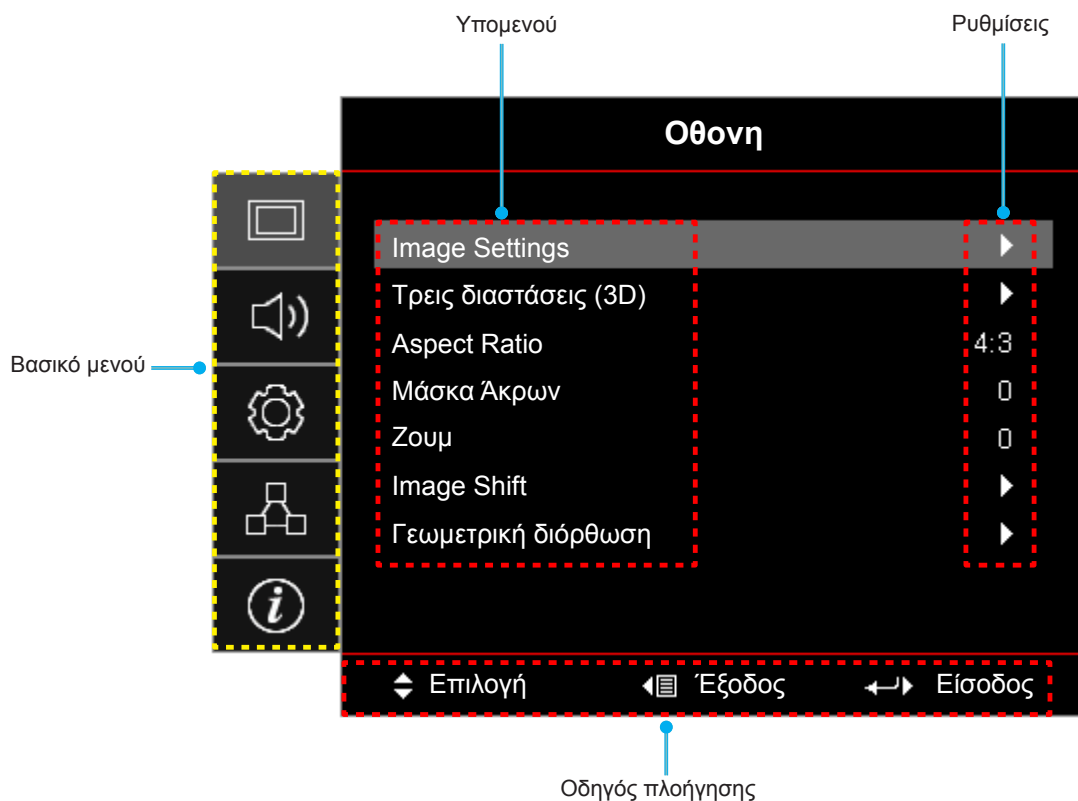 Υπομενού
Ρυθμίσεις
Οθονη
Image Settings
Τρεις διαστάσεις (3D)
Aspect Ratio 4:3
Μάσκα Άκρων 0
Ζουμ 0
Image Shift
Γεωμετρική διόρθωση
Βασικό μενού
Επιλογή Έξοδος Είσοδος
Οδηγός πλοήγησης